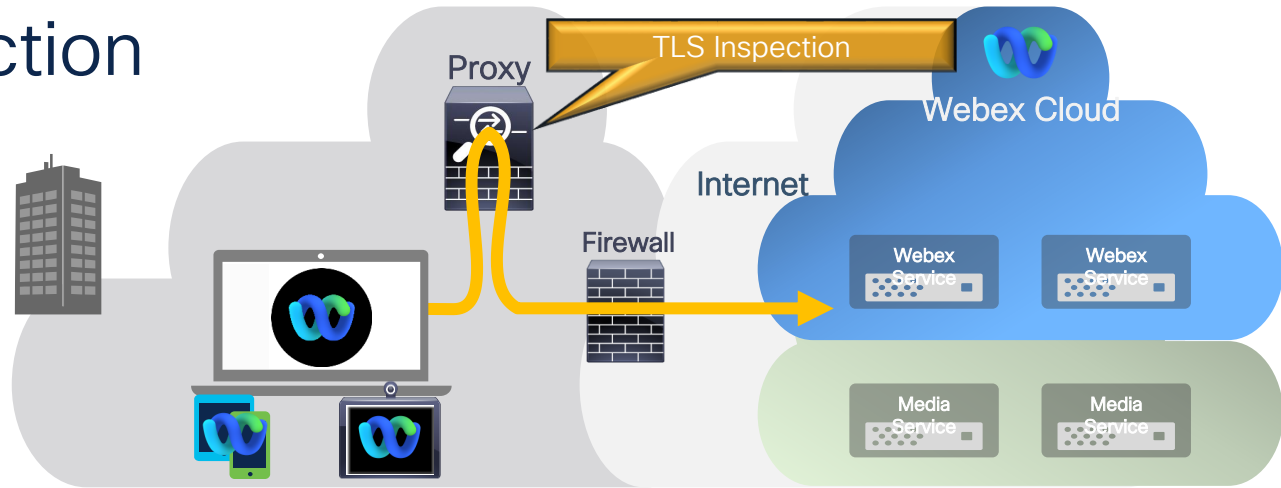 ction
TLS Inspection
Proxy
Webex Cloud
Internet
Firewall
Webex
Service
Webex
Service
Media
Service
Media
Service